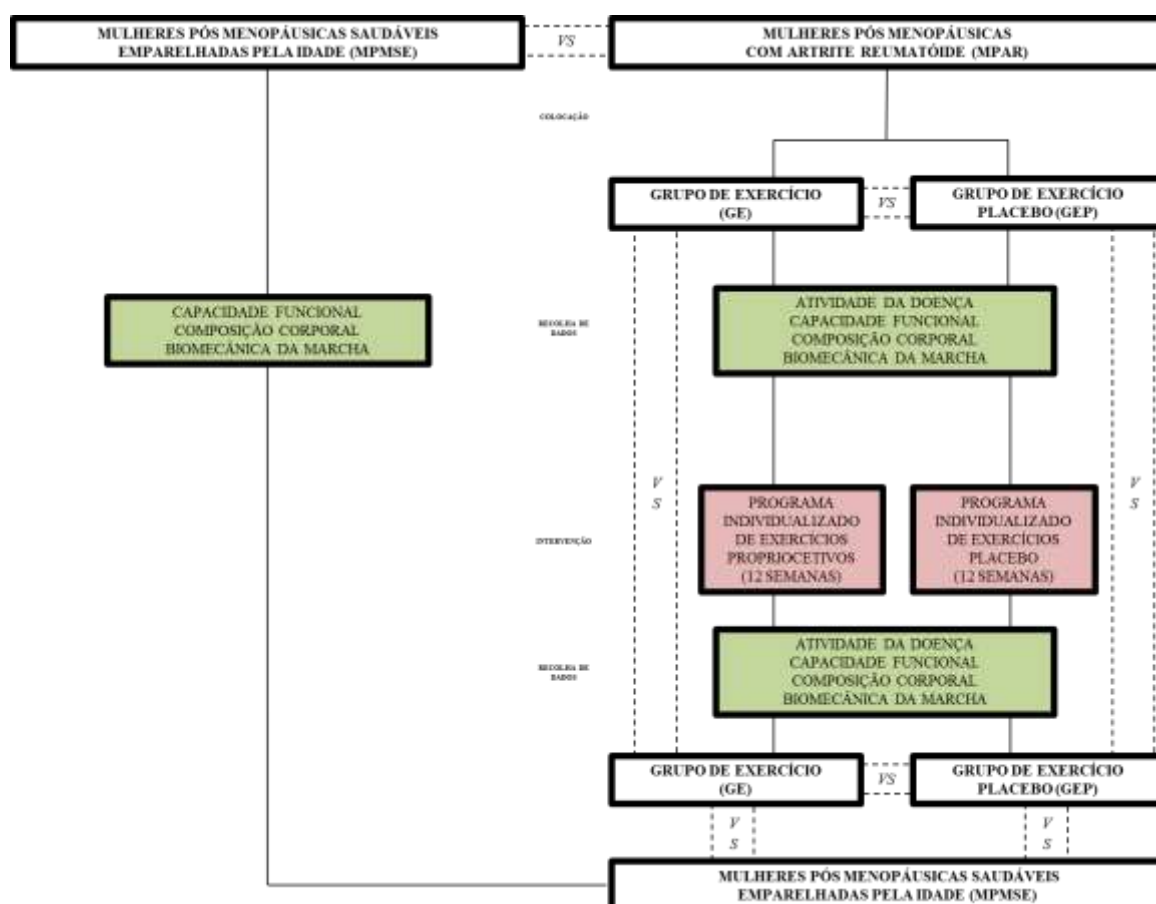 MULHERES PÓS MENOPÁUSICAS SAUDÁVEIS
EMPARELHADAS PELA IDADE (MPMSE)
VS
MULHERES PÓS MENOPÁUSICAS
COM ARTRITE REUMATÓIDE (MPAR)
COLOCAÇÃO
GRUPO DE EXERCÍCIO
(GE)
VS
GRUPO DE EXERCÍCIO
PLACEBO (GEP)
CAPACIDADE FUNCIONAL
COMPOSIÇÃO CORPORAL
BIOMECÂNICA DA MARCHA
RECOLHA DE
DADOS
ATIVIDADE DA DOENÇA
CAPACIDADE FUNCIONAL
COMPOSIÇÃO CORPORAL
BIOMECÂNICA DA MARCHA
V
S
V
S
INTERVENÇÃO
PROGRAMA
INDIVIDUALIZADO
DE EXERCÍCIOS
PROPRIOCETIVOS
(12 SEMANAS)
PROGRAMA
INDIVIDUALIZADO
DE EXERCÍCIOS
PLACEBO
(12 SEMANAS)
RECOLHA DE
DADOS
ATIVIDADE DA DOENÇA
CAPACIDADE FUNCIONAL
COMPOSIÇÃO CORPORAL
BIOMECÂNICA DA MARCHA
GRUPO DE EXERCÍCIO
(GE)
VS
GRUPO DE EXERCÍCIO
PLACEBO (GEP)
V
S
V
S
MULHERES PÓS MENOPÁUSICAS SAUDÁVEIS
EMPARELHADAS PELA IDADE (MPMSE)